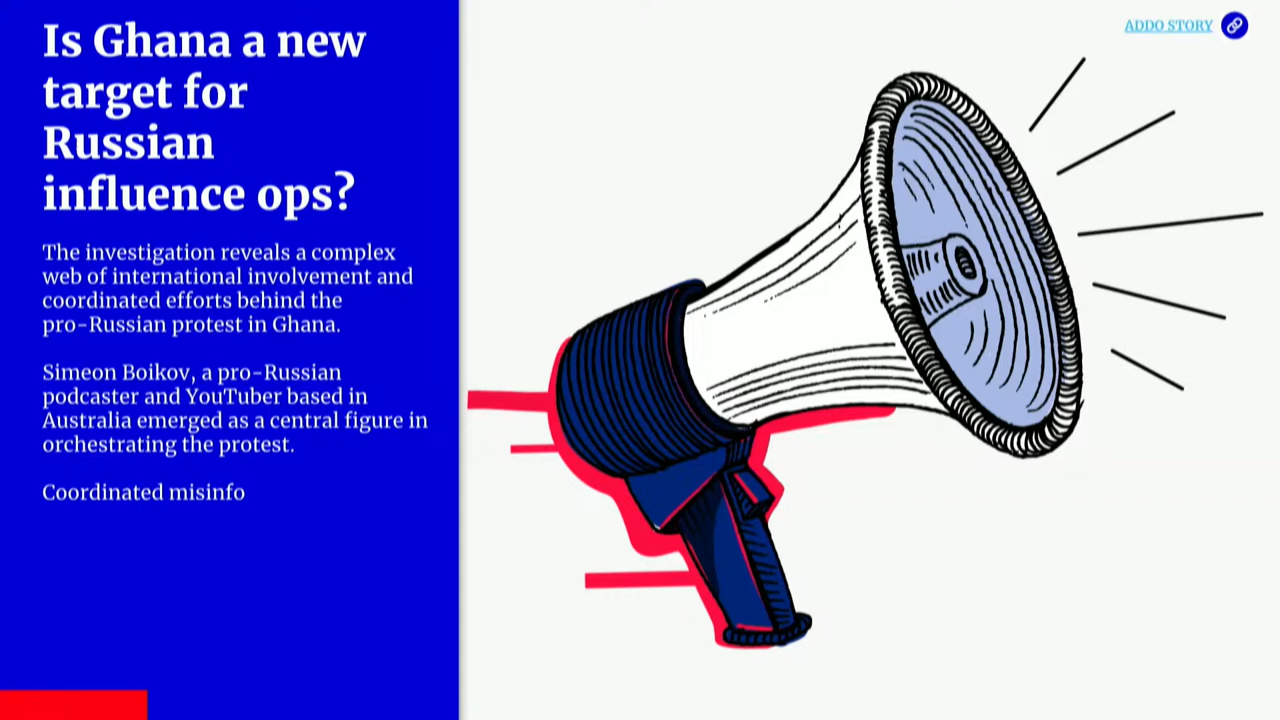 Is Ghana a new
target for
Russian
influence ops?
The investigation reveals a complex
web of international involvement and
coordinated efforts behind the
pro-Russian protest in Ghana.
Simeon Boikov, a pro-Russian
podcaster and YouTuber based in
Australia emerged as a central figure in
orchestrating the protest.
Coordinated misinfo
ADDO STORY